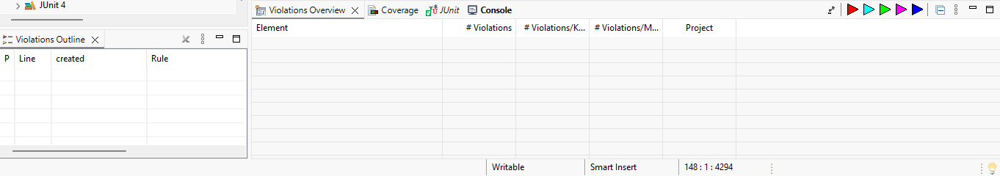 JUnit 4
Violations Outline
P Line created Rule
Violations Overview Coverage JUnit Console
Element # Violations # Violations/K... # Violations/M... Project
Writable Smart Insert 148 : 1 : 4294